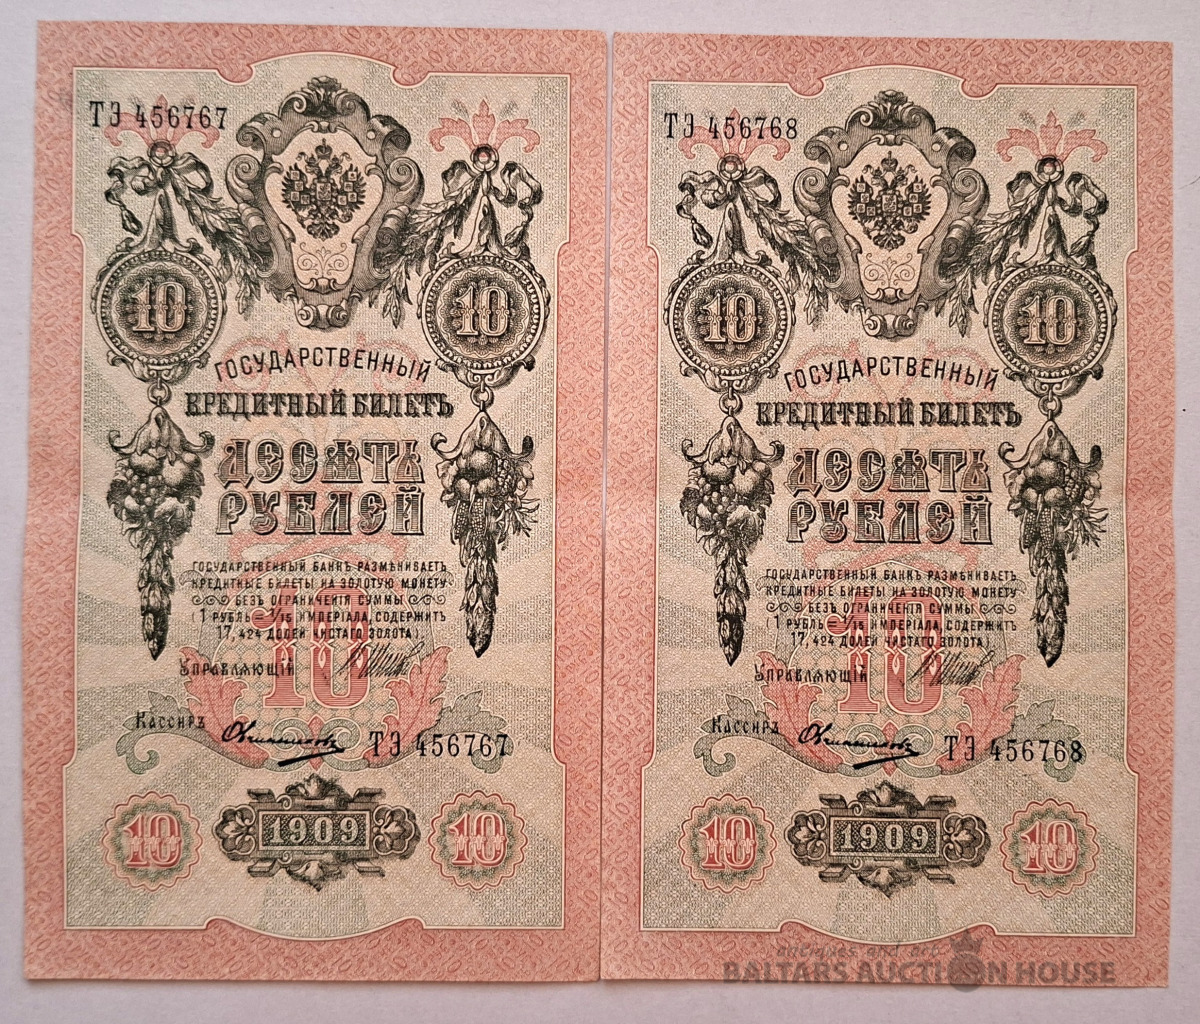 ТЭ 456767
10 10
ГОСУДАРСТВЕННЫЙ
КРЕДИТНЫЙ БИЛЕТЪ
ДЕСЯТЬ
РУБЛЕЙ
ГОСУДАРСТВЕННЫЙ БАНКЪ РАЗМѢНИВАЕТЪ
КРЕДИТНЫЕ БИЛЕТЫ НА ЗОЛОТУЮ МОНЕТУ
БЕЗЪ ОГРАНИЧЕНІЯ СУММЫ
(1 РУБЛЬ = 1/15 ИМПЕРІАЛА, СОДЕРЖИТЪ
17,424 ДОЛЕЙ ЧИСТАГО ЗОЛОТА)
10
УПРАВЛЯЮЩІЙ
КАССИРЪ
ТЭ 456767
10 1909 10
ТЭ 456768
10 10
ГОСУДАРСТВЕННЫЙ
КРЕДИТНЫЙ БИЛЕТЪ
ДЕСЯТЬ
РУБЛЕЙ
ГОСУДАРСТВЕННЫЙ БАНКЪ РАЗМѢНИВАЕТЪ
КРЕДИТНЫЕ БИЛЕТЫ НА ЗОЛОТУЮ МОНЕТУ
БЕЗЪ ОГРАНИЧЕНІЯ СУММЫ
(1 РУБЛЬ = 1/15 ИМПЕРІАЛА, СОДЕРЖИТЪ
17,424 ДОЛЕЙ ЧИСТАГО ЗОЛОТА)
10
УПРАВЛЯЮЩІЙ
КАССИРЪ
ТЭ 456768
10 1909 10
antiques and art
BALTARS AUCTION HOUSE